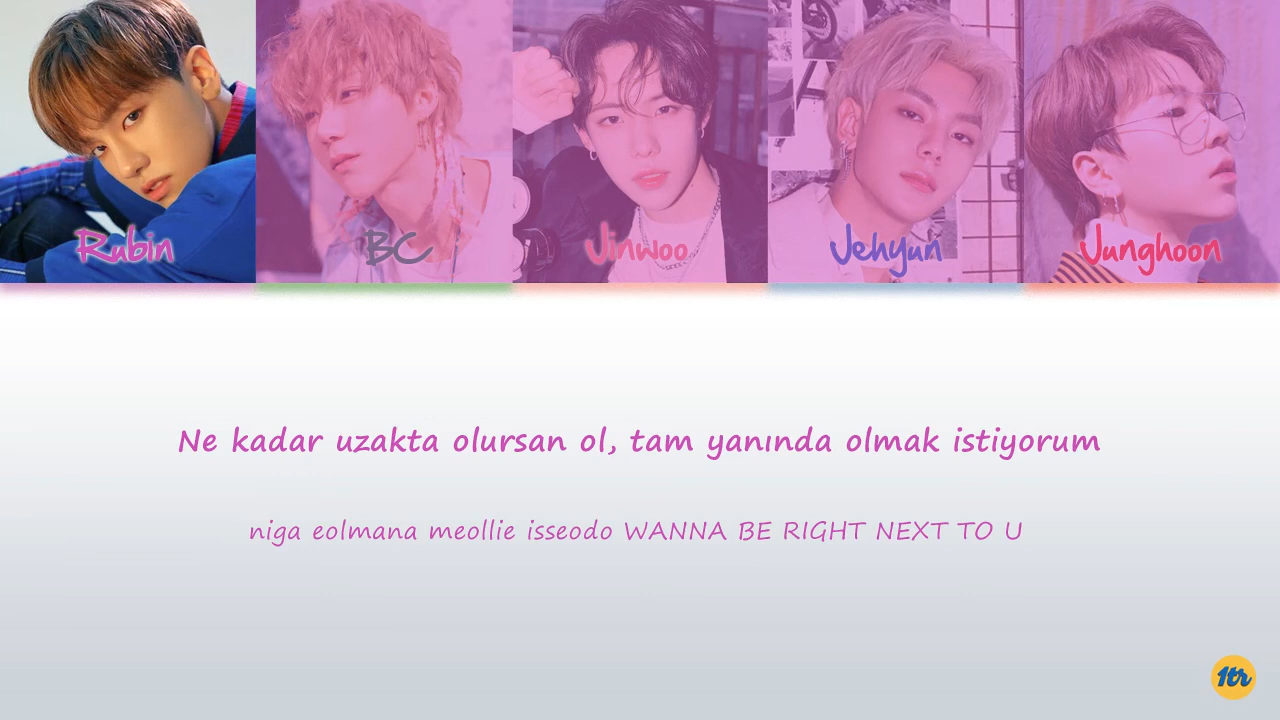 Rubin
BC
Jinwoo
Jehyun
Junghoon
Ne kadar uzakta olursan ol, tam yanında olmak istiyorum
niga eolmana meollie isseodo WANNA BE RIGHT NEXT TO U
1tr